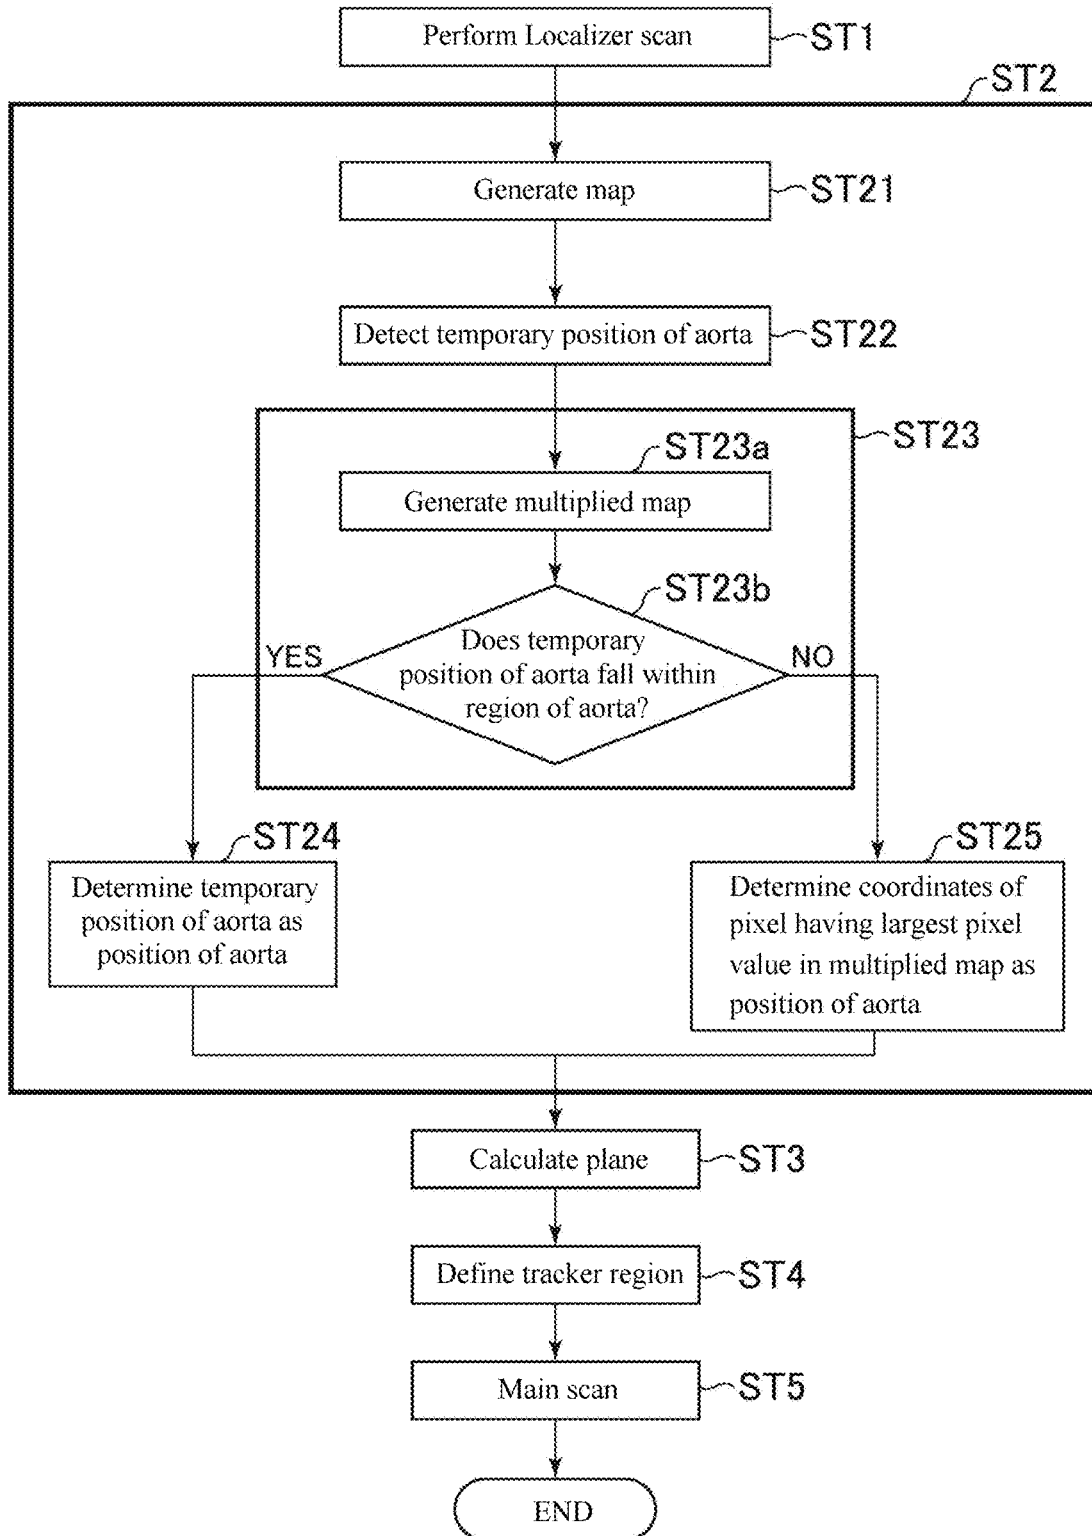 Perform Localizer scan
ST1
ST2
Generate map
ST21
Detect temporary position of aorta
ST22
ST23
ST23a
Generate multiplied map
ST23b
Does temporary
position of aorta fall within
region of aorta?
YES
NO
ST24
Determine temporary
position of aorta as
position of aorta
ST25
Determine coordinates of
pixel having largest pixel
value in multiplied map as
position of aorta
Calculate plane
ST3
Define tracker region
ST4
Main scan
ST5
END